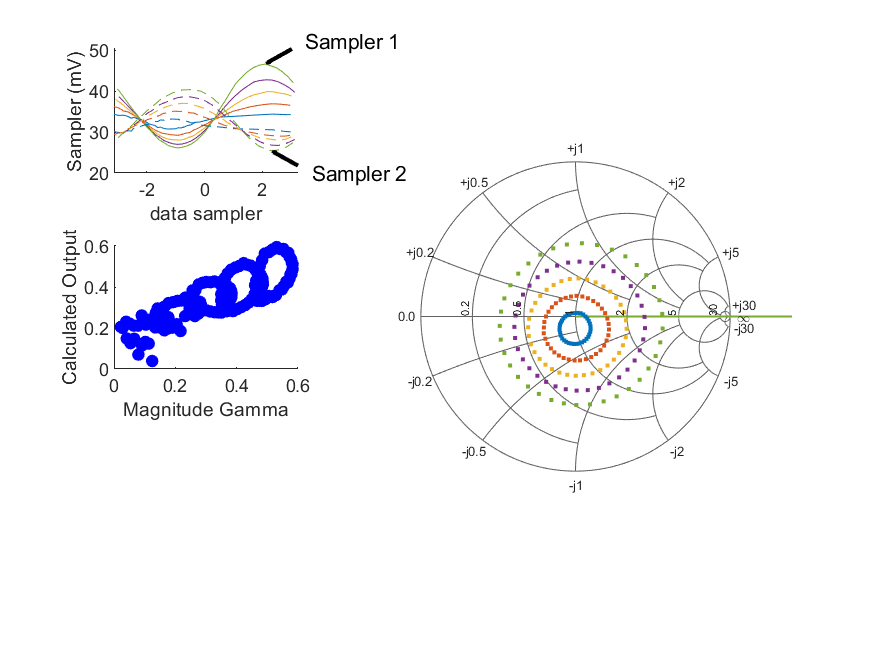 Sampler 1
50
40
30
20
Sampler (mV)
-2
0
2
data sampler
Sampler 2
0.6
0.4
0.2
0
Calculated Output
0
0.2
0.4
0.6
Magnitude Gamma
+j1
+j0.5
+j2
+j0.2
+j5
+j30
0.0
0.2
0.5
1
2
5
30
∞
-j30
-j0.2
-j5
-j0.5
-j2
-j1